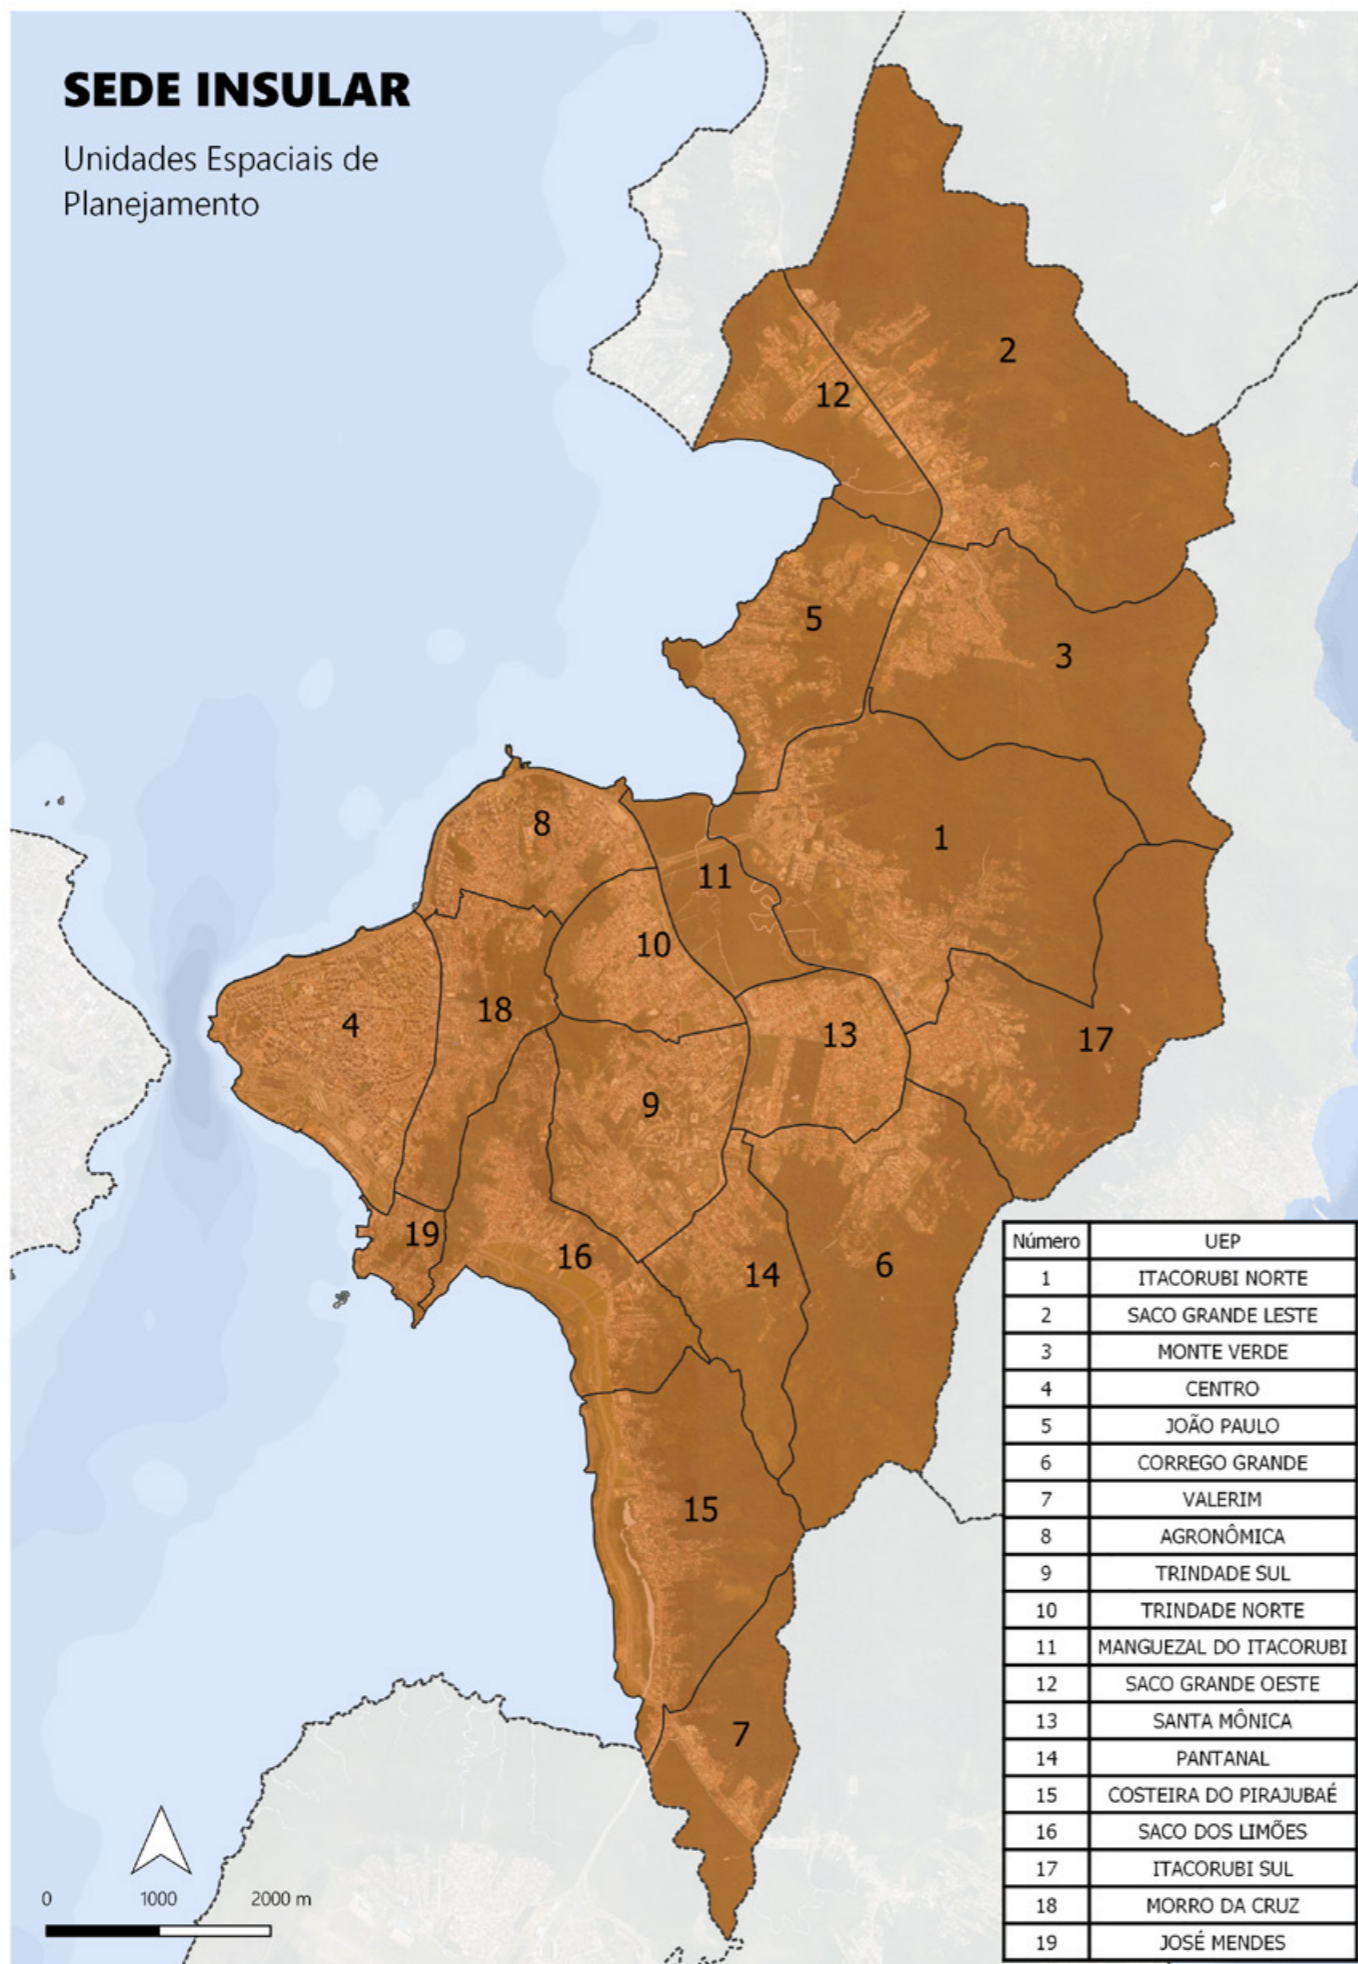 SEDE INSULAR
Unidades Espaciais de
Planejamento
2
12
5
3
8
1
11
10
18
4
13
17
9
19
16
14
6
15
7
Número UEP
1 ITACORUBI NORTE
2 SACO GRANDE LESTE
3 MONTE VERDE
4 CENTRO
5 JOÃO PAULO
6 CORREGO GRANDE
7 VALERIM
8 AGRONÔMICA
9 TRINDADE SUL
10 TRINDADE NORTE
11 MANGUEZAL DO ITACORUBI
12 SACO GRANDE OESTE
13 SANTA MÔNICA
14 PANTANAL
15 COSTEIRA DO PIRAJUBAÉ
16 SACO DOS LIMÕES
17 ITACORUBI SUL
18 MORRO DA CRUZ
19 JOSÉ MENDES
0 1000 2000 m